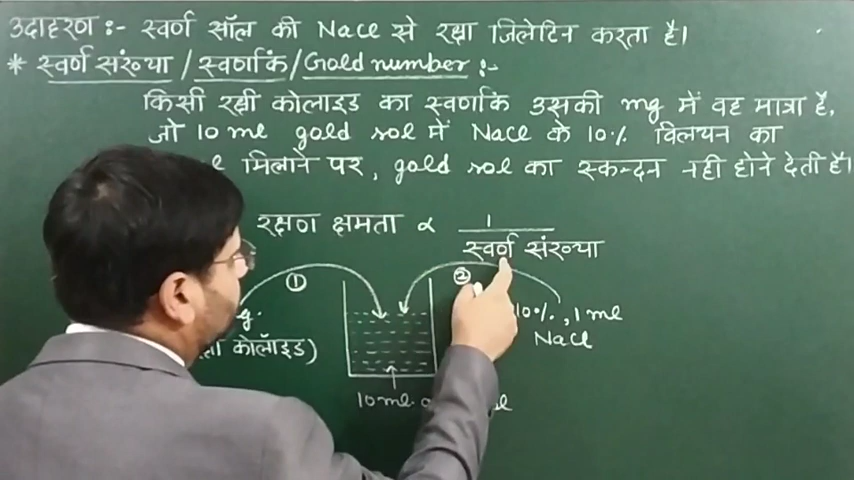 उदाहरण :- स्वर्ण सॉल की NaCl से रक्षा जिलेटिन करता है।
* स्वर्ण संख्या / स्वर्णांक / Gold number :-
किसी रक्षी कोलाइड का स्वर्णांक उसकी mg में वह मात्रा है,
जो 10 ml gold sol में NaCl के 10% विलयन का
मिलाने पर, gold sol का स्कन्दन नही होने देती है।
रक्षण क्षमता ∝ 1
स्वर्ण संख्या
① ②
10%, 1 ml
NaCl
कोलॉइड)
10 ml